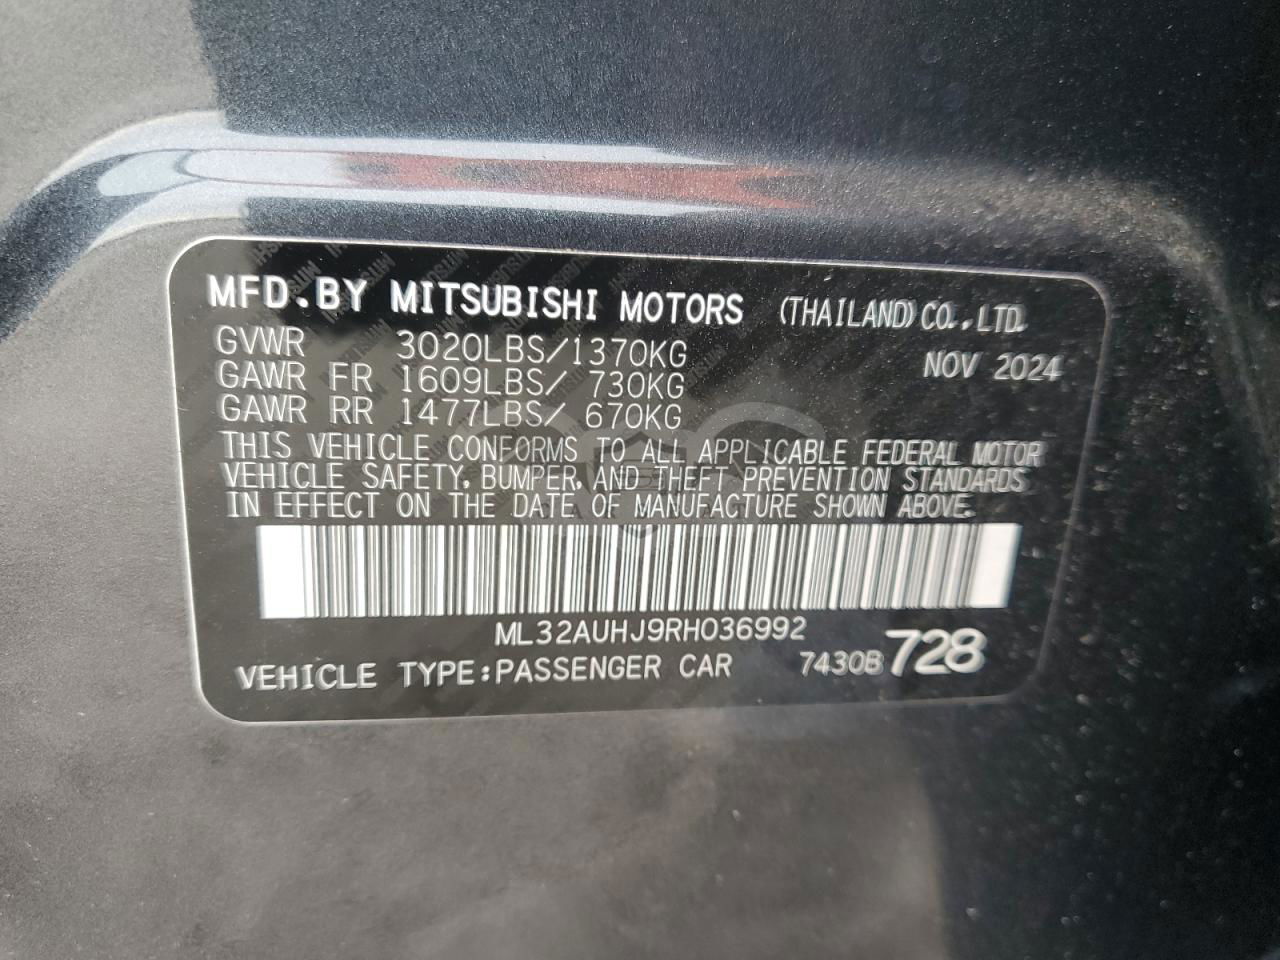 MFD.BY MITSUBISHI MOTORS (THAILAND) CO.,LTD.
GVWR 3020LBS/1370KG NOV 2024
GAWR FR 1609LBS/ 730KG
GAWR RR 1477LBS/ 670KG
THIS VEHICLE CONFORMS TO ALL APPLICABLE FEDERAL MOTOR
VEHICLE SAFETY, BUMPER, AND THEFT PREVENTION STANDARDS
IN EFFECT ON THE DATE OF MANUFACTURE SHOWN ABOVE.
ML32AUHJ9RH036992
VEHICLE TYPE:PASSENGER CAR 7430B728